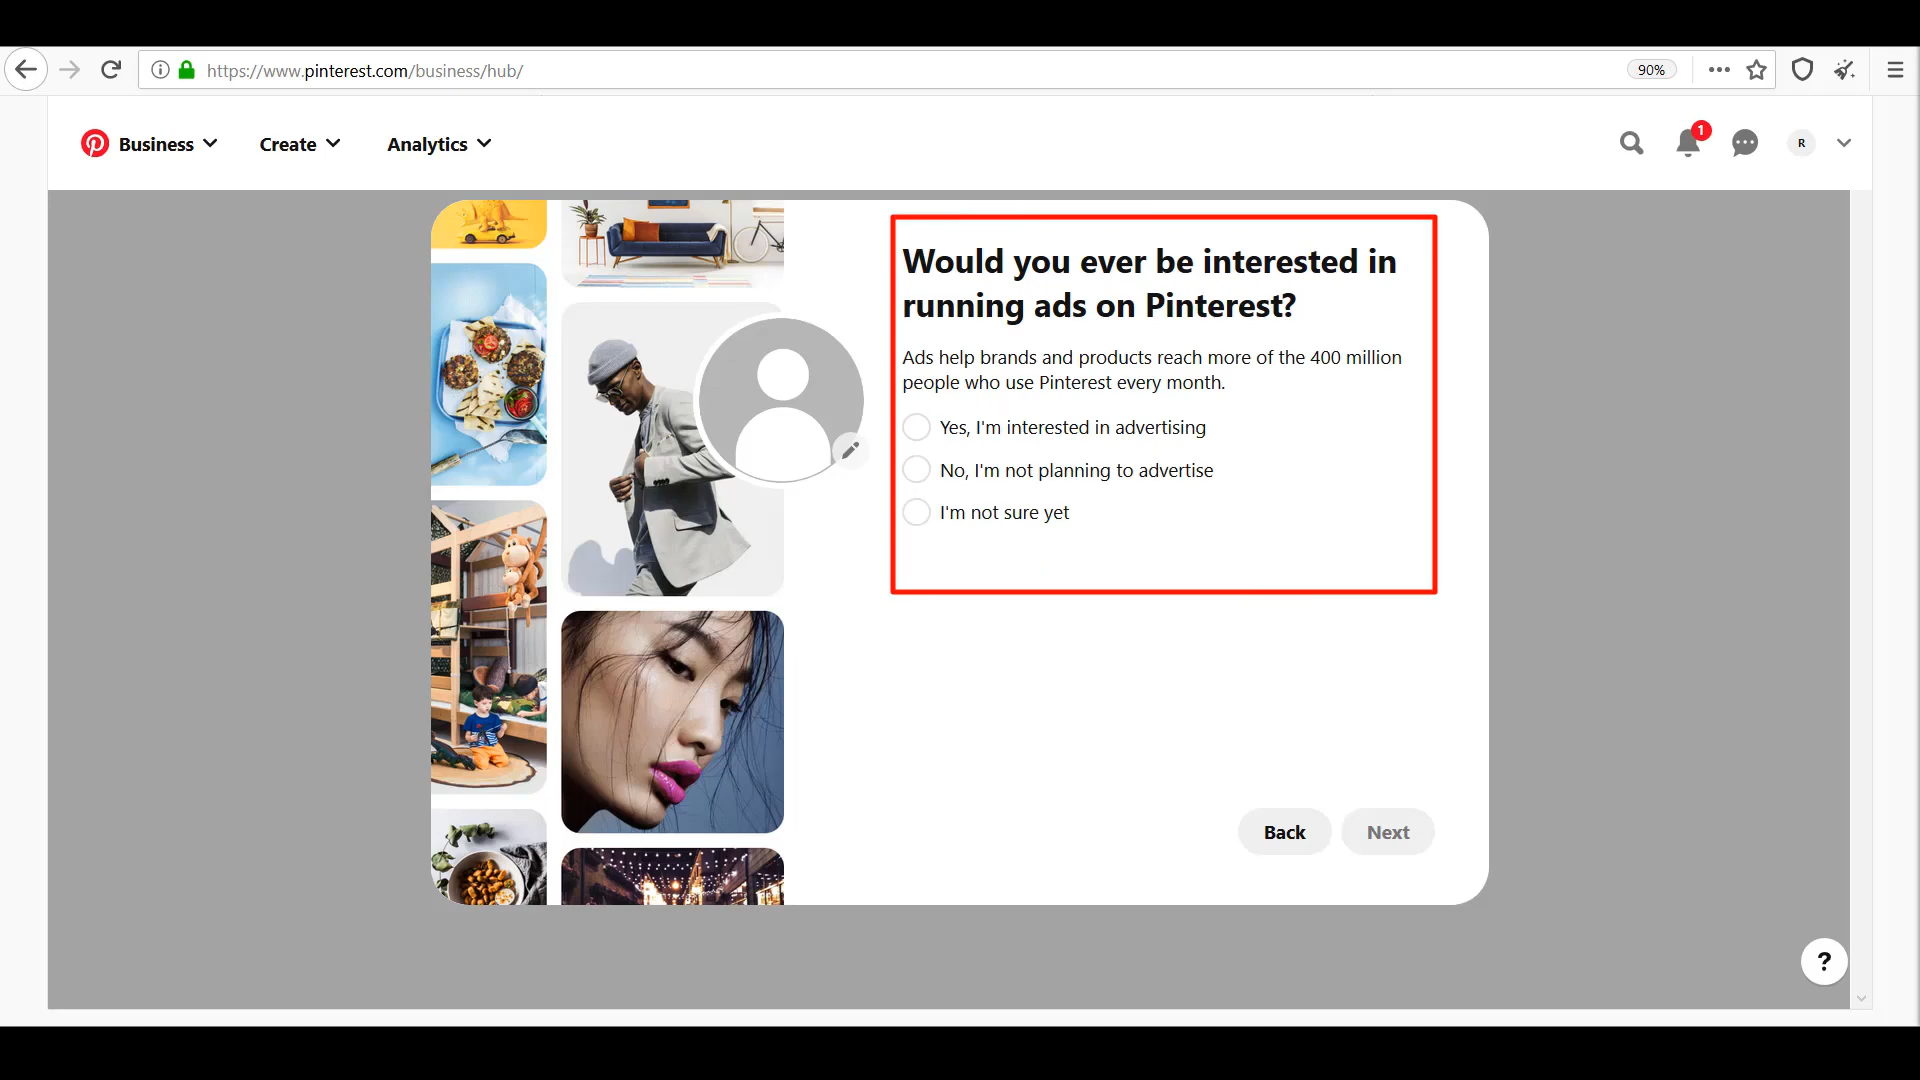 https://www.pinterest.com/business/hub/
90%
Business
Create
Analytics
1
R
Would you ever be interested in
running ads on Pinterest?
Ads help brands and products reach more of the 400 million
people who use Pinterest every month.
Yes, I'm interested in advertising
No, I'm not planning to advertise
I'm not sure yet
Back
Next
?